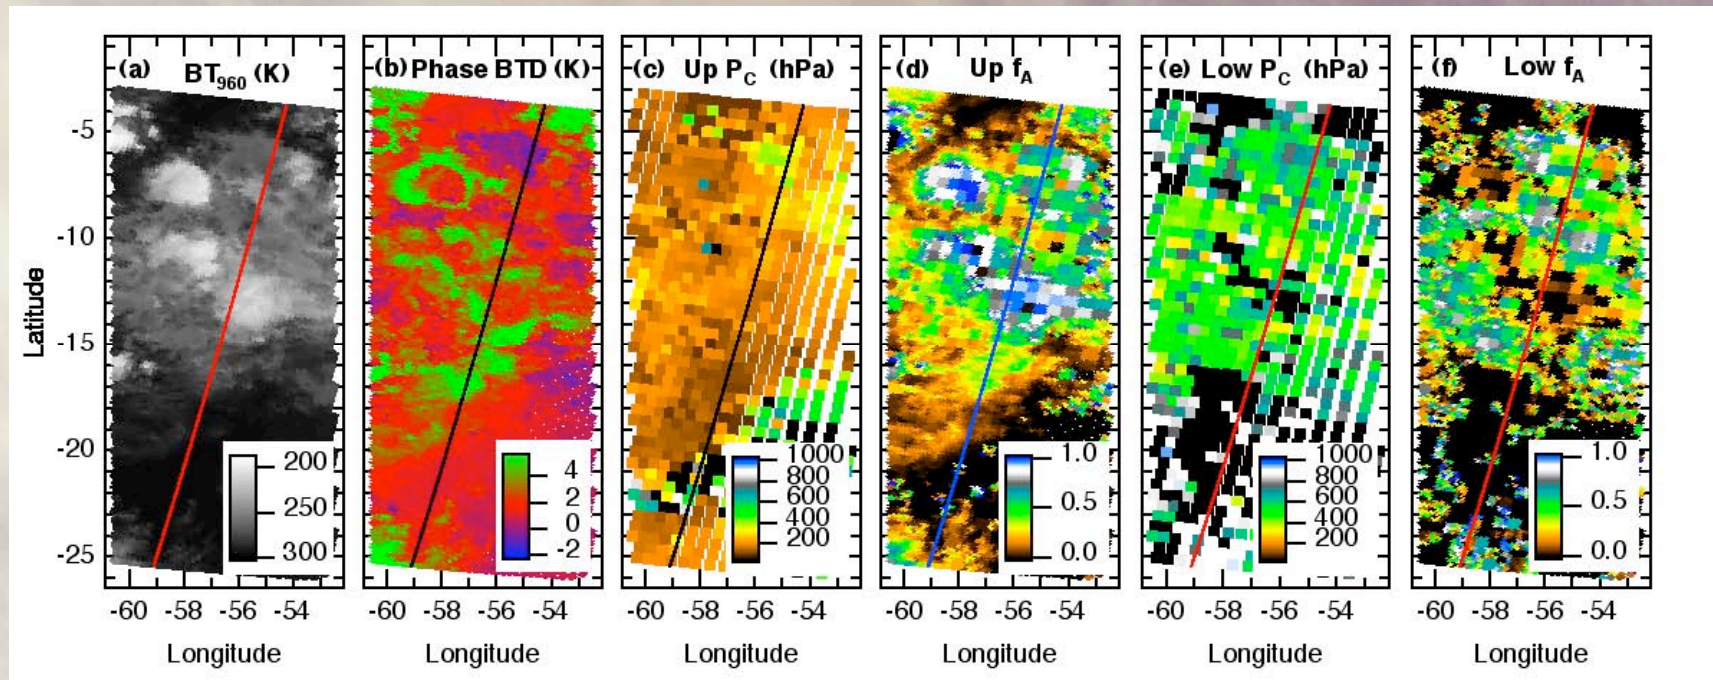 (a) BT960 (K)
(b) Phase BTD (K)
(c) Up PC (hPa)
(d) Up fA
(e) Low PC (hPa)
(f) Low fA
Latitude
-5
-10
-15
-20
-25
200
250
300
4
2
0
-2
1000
800
600
400
200
1.0
0.5
0.0
1000
800
600
400
200
1.0
0.5
0.0
-60 -58 -56 -54
-60 -58 -56 -54
-60 -58 -56 -54
-60 -58 -56 -54
-60 -58 -56 -54
-60 -58 -56 -54
Longitude
Longitude
Longitude
Longitude
Longitude
Longitude